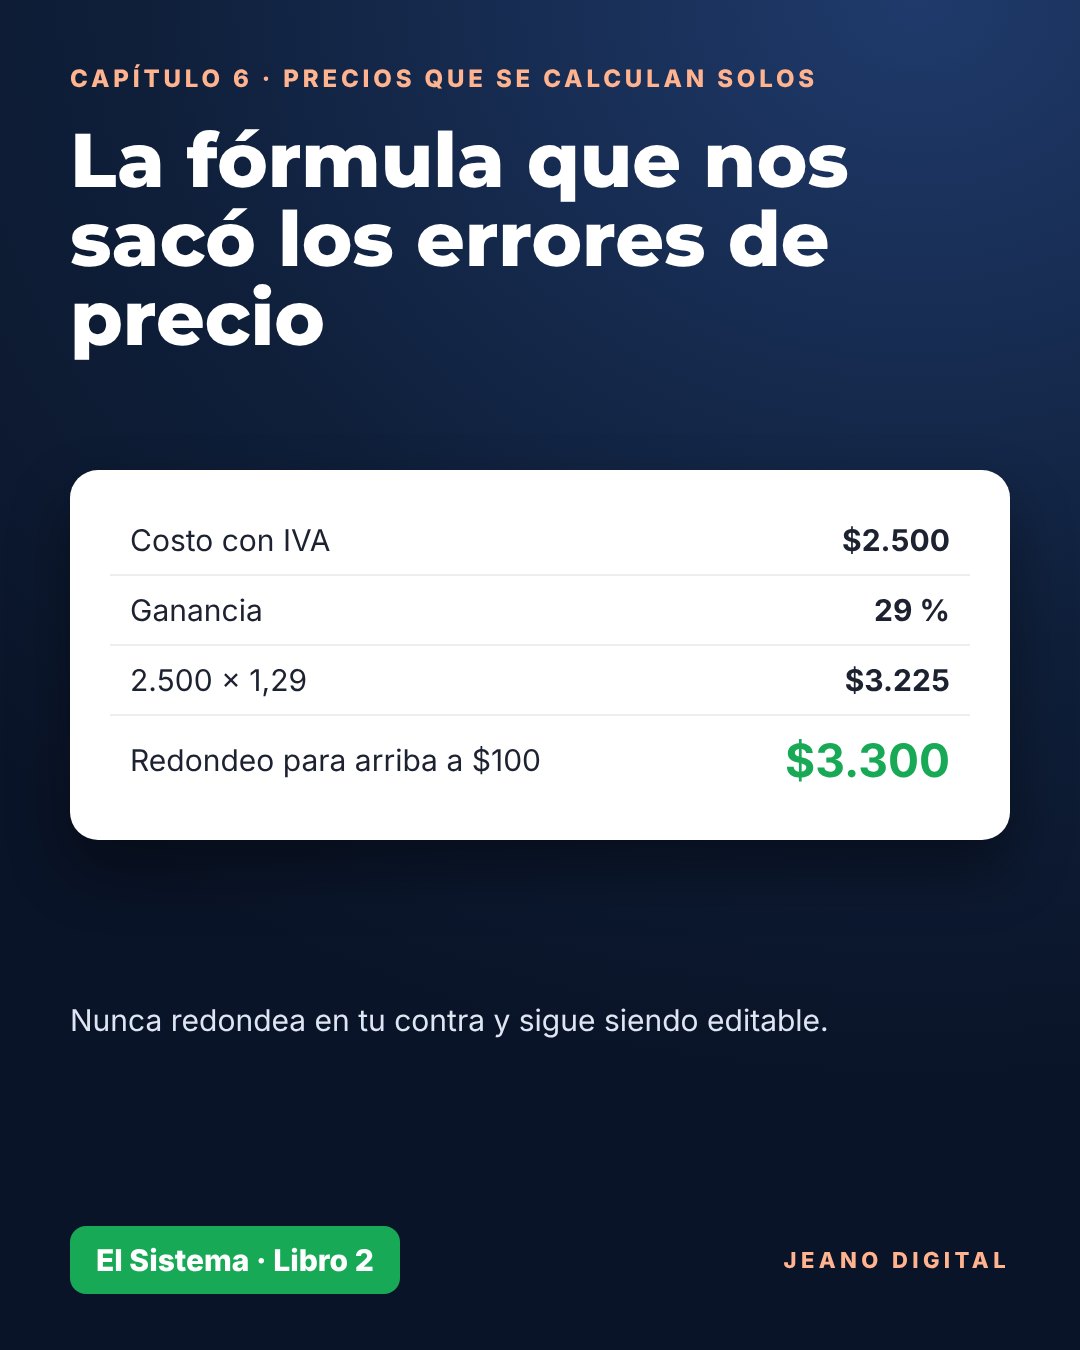 CAPÍTULO 6 · PRECIOS QUE SE CALCULAN SOLOS
La fórmula que nos
sacó los errores de
precio
Costo con IVA $2.500
Ganancia 29 %
2.500 × 1,29 $3.225
Redondeo para arriba a $100 $3.300
Nunca redondea en tu contra y sigue siendo editable.
El Sistema · Libro 2
JEANO DIGITAL